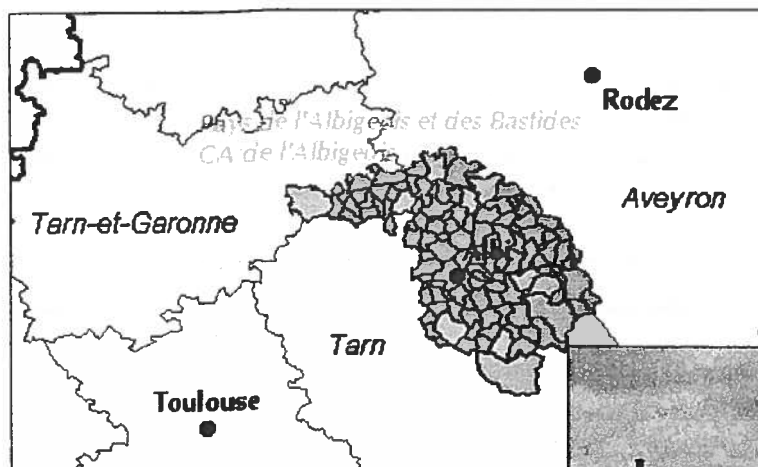 Rodez
Pays de l'Albigeois et des Bastides
CA de l'Albigeois
Aveyron
Tarn-et-Garonne
Tarn
Toulouse